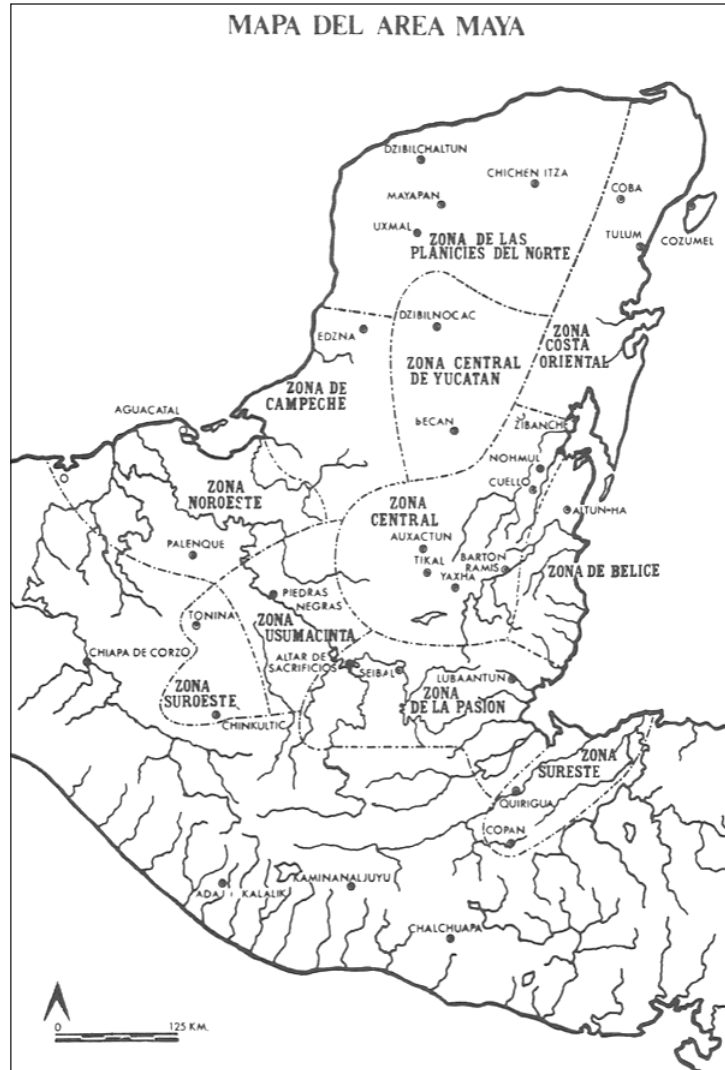 MAPA DEL AREA MAYA
DZIBILCHALTUN
CHICHEN ITZA
COBA
MAYAPAN
UXMAL
ZONA DE LAS
PLANICIES DEL NORTE
TULUM
COZUMEL
DZIBILNOCAC
EDZNA
ZONA
COSTA
ORIENTAL
ZONA CENTRAL
DE YUCATAN
ZONA DE
CAMPECHE
AGUACATAL
BECAN
ZIBANCHE
NOHMUL
CUELLO
ZONA
NOROESTE
ZONA
CENTRAL
ALTUN-HA
AUXACTUN
PALENQUE
TIKAL
BARTON
RAMIS
YAXHA
ZONA DE BELICE
PIEDRAS
NEGRAS
TONINA
ZONA
USUMACINTA
CHIAPA DE CORZO
ALTAR DE
SACRIFICIOS
SEIBAL
LUBAANTUN
ZONA
SUROESTE
ZONA
DE LA PASION
CHINKULTIC
ZONA
SURESTE
QUIRIGUA
COPAN
KAMINANALJUYU
KALALIK
CHALCHUAPA
0 125 KM.